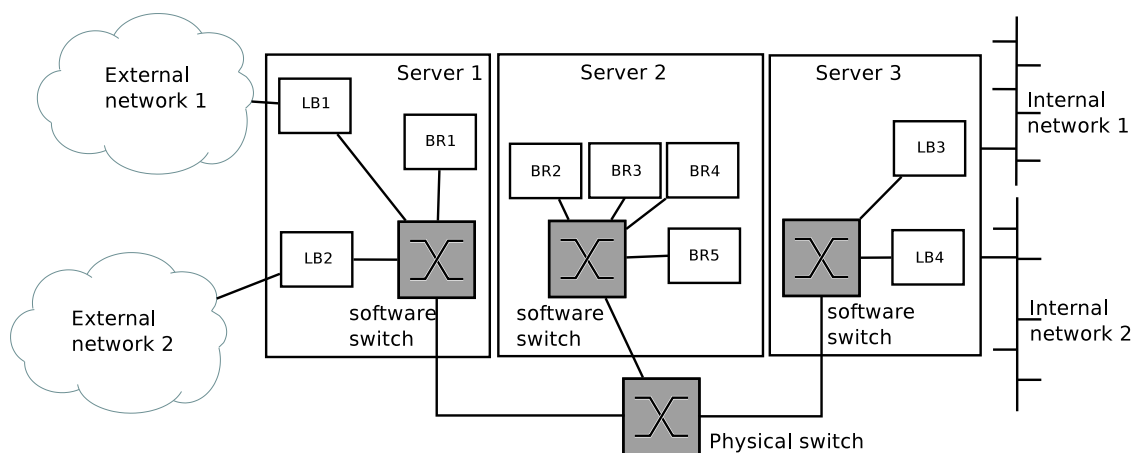 External
network 1
Server 1
LB1
BR1
LB2
software
switch
External
network 2
Server 2
BR2
BR3
BR4
BR5
software
switch
Server 3
LB3
LB4
software
switch
Internal
network 1
Internal
network 2
Physical switch